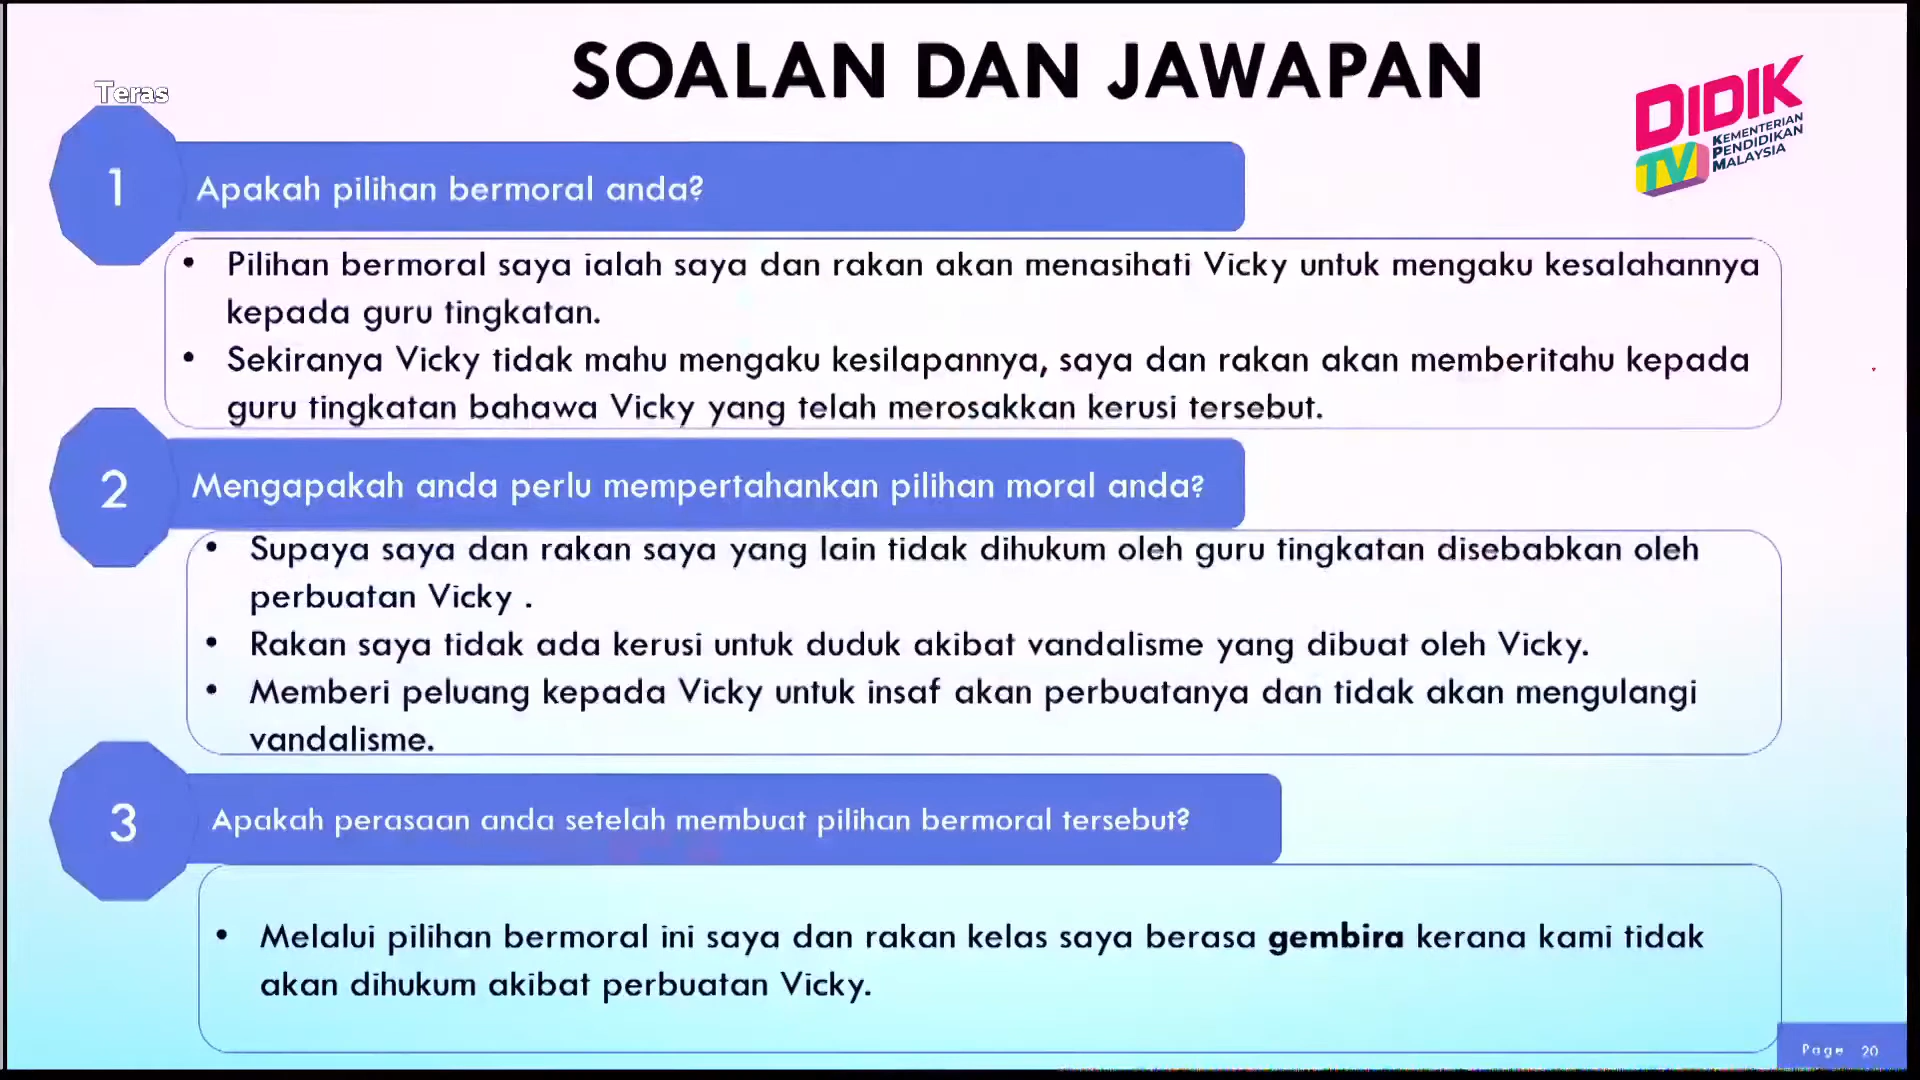 SOALAN DAN JAWAPAN
Teras
DIDIK
TV
KEMENTERIAN
PENDIDIKAN
MALAYSIA
1
Apakah pilihan bermoral anda?
• Pilihan bermoral saya ialah saya dan rakan akan menasihati Vicky untuk mengaku kesalahannya
kepada guru tingkatan.
• Sekiranya Vicky tidak mahu mengaku kesilapannya, saya dan rakan akan memberitahu kepada
guru tingkatan bahawa Vicky yang telah merosakkan kerusi tersebut.
2
Mengapakah anda perlu mempertahankan pilihan moral anda?
• Supaya saya dan rakan saya yang lain tidak dihukum oleh guru tingkatan disebabkan oleh
perbuatan Vicky .
• Rakan saya tidak ada kerusi untuk duduk akibat vandalisme yang dibuat oleh Vicky.
• Memberi peluang kepada Vicky untuk insaf akan perbuatanya dan tidak akan mengulangi
vandalisme.
3
Apakah perasaan anda setelah membuat pilihan bermoral tersebut?
• Melalui pilihan bermoral ini saya dan rakan kelas saya berasa gembira kerana kami tidak
akan dihukum akibat perbuatan Vicky.
Page 20